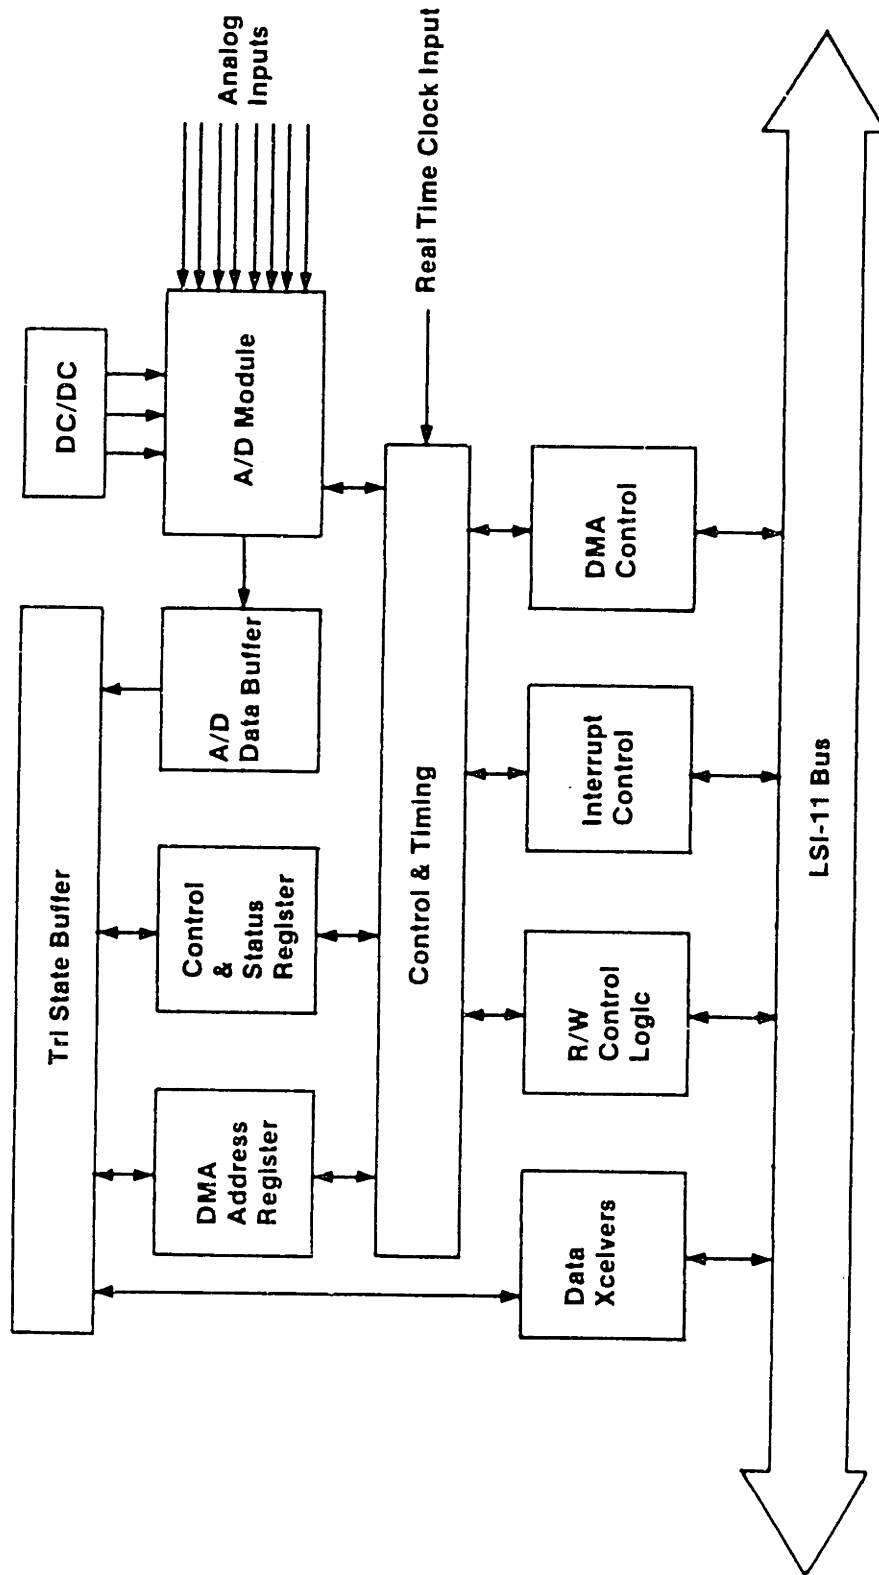 Tri State Buffer
DC/DC
DMA
Address
Register
Control
&
Status
Register
A/D
Data Buffer
A/D Module
Analog
Inputs
Control & Timing
Real Time Clock Input
Data
Xceivers
R/W
Control
Logic
Interrupt
Control
DMA
Control
LSI-11 Bus